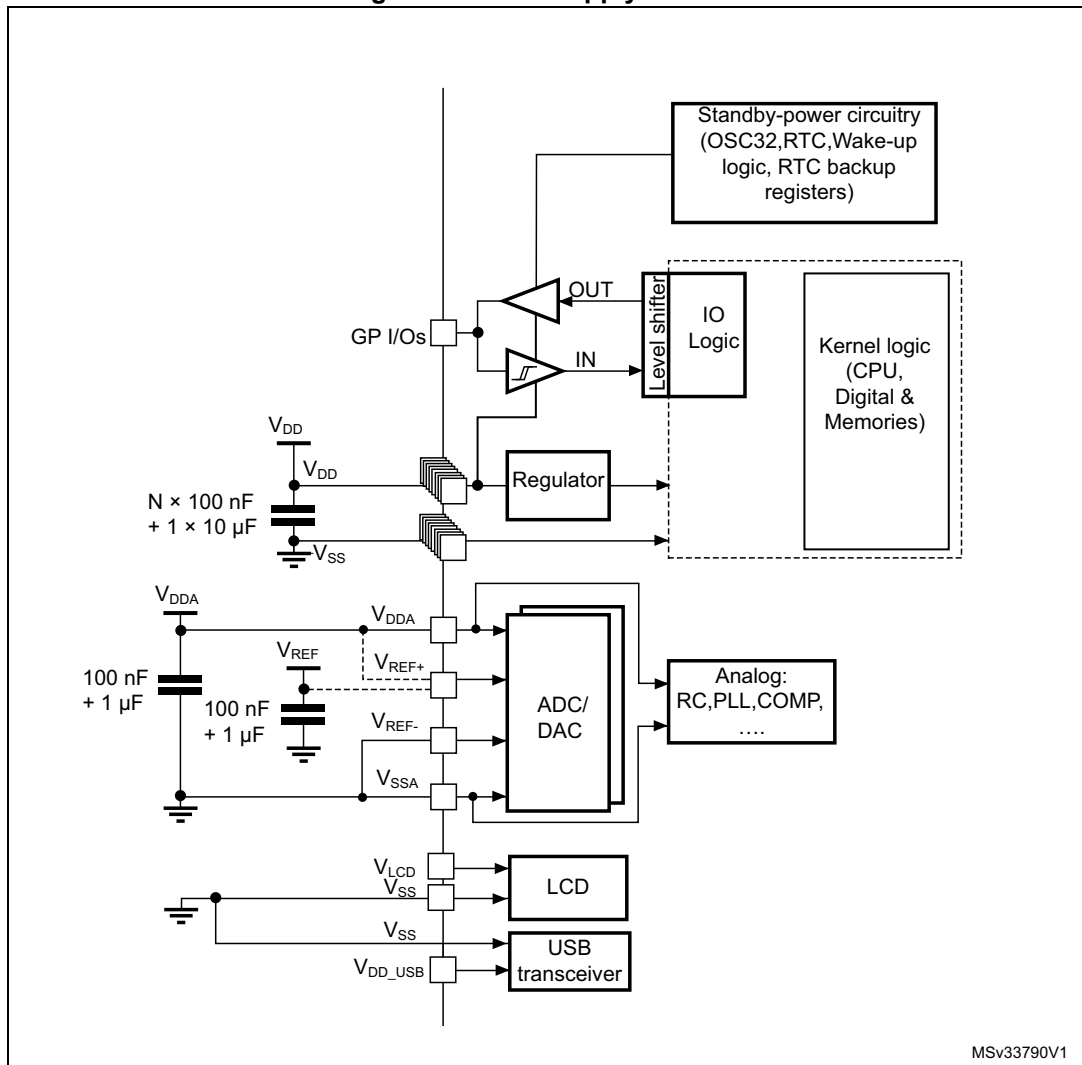 Standby-power circuitry
(OSC32,RTC,Wake-up
logic, RTC backup
registers)
OUT
Level shifter
IO
Logic
GP I/Os
IN
Kernel logic
(CPU,
Digital &
Memories)
VDD
VDD
Regulator
N × 100 nF
+ 1 × 10 µF
VSS
VDDA
VDDA
VREF
VREF+
100 nF
+ 1 µF
100 nF
+ 1 µF
ADC/
DAC
Analog:
RC,PLL,COMP,
....
VREF-
VSSA
VLCD
VSS
LCD
VSS
USB
transceiver
VDD_USB
MSv33790V1